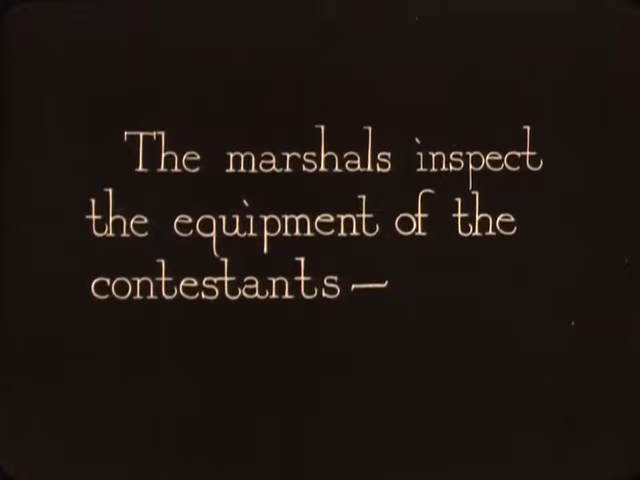 The marshals inspect
the equipment of the
contestants —